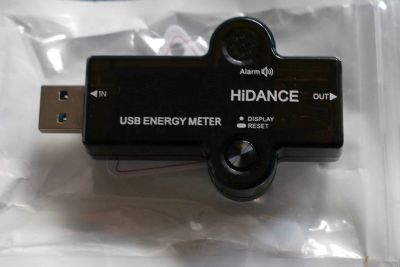 Alarm
◄IN
HiDANCE
OUT►
USB ENERGY METER
DISPLAY
RESET